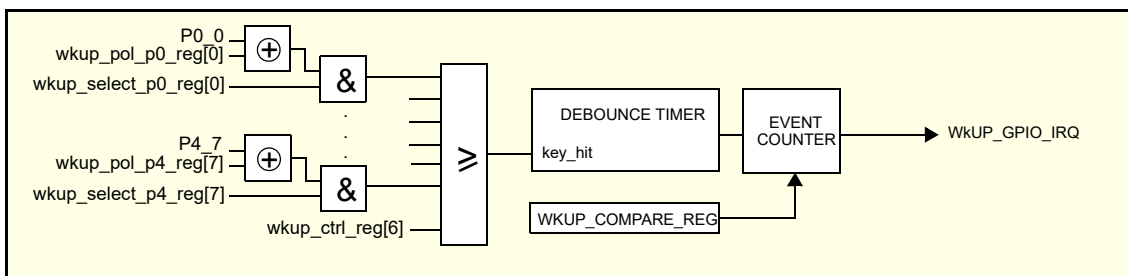 P0_0
wkup_pol_p0_reg[0]
wkup_select_p0_reg[0]
&
.
.
.
.
P4_7
wkup_pol_p4_reg[7]
wkup_select_p4_reg[7]
&
wkup_ctrl_reg[6]
≥
DEBOUNCE TIMER
key_hit
WKUP_COMPARE_REG
EVENT
COUNTER
WkUP_GPIO_IRQ